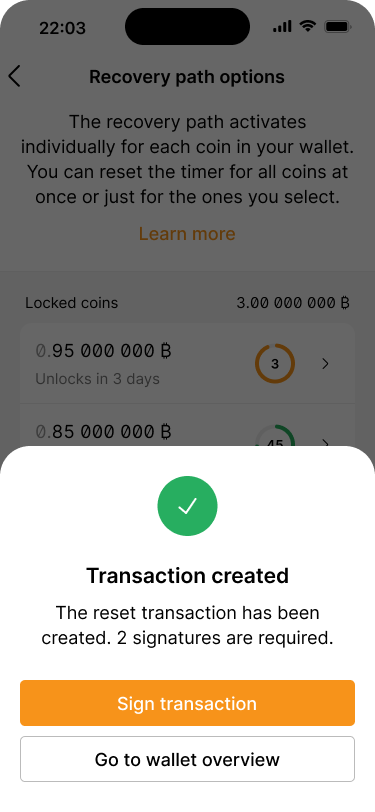 22:03
Recovery path options
The recovery path activates
individually for each coin in your wallet.
You can reset the timer for all coins at
once or just for the ones you select.
Learn more
Locked coins 3.00 000 000 ₿
0.95 000 000 ₿
3
Unlocks in 3 days
0.85 000 000 ₿
45
Transaction created
The reset transaction has been
created. 2 signatures are required.
Sign transaction
Go to wallet overview